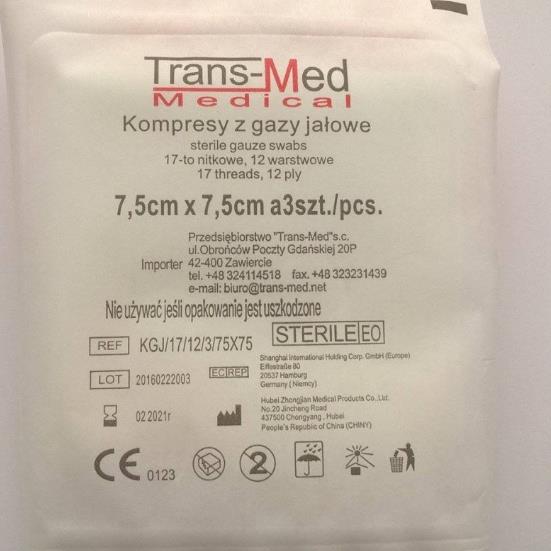 Trans-Med
Medical
Kompresy z gazy jałowe
sterile gauze swabs
17-to nitkowe, 12 warstwowe
17 threads, 12 ply
7,5cm x 7,5cm a3szt./pcs.
Przedsiębiorstwo "Trans-Med"s.c.
ul.Obrońców Poczty Gdańskiej 20P
Importer 42-400 Zawiercie
tel. +48 324114518 fax. +48 323231439
e-mail: biuro@trans-med.net
Nie używać jeśli opakowanie jest uszkodzone
STERILE EO
REF KGJ/17/12/3/75X75
Shanghai International Holding Corp. GmbH (Europe)
EC REP Eiffestraße 80
LOT 20160222003 20537 Hamburg
Germany ( Niemcy)
Hubei Zhongjian Medical Products Co., Ltd.
02 2021r No.20 Jincheng Road
437500 Chongyang , Hubei
People's Republic of China (CHINY)
CE 0123 2